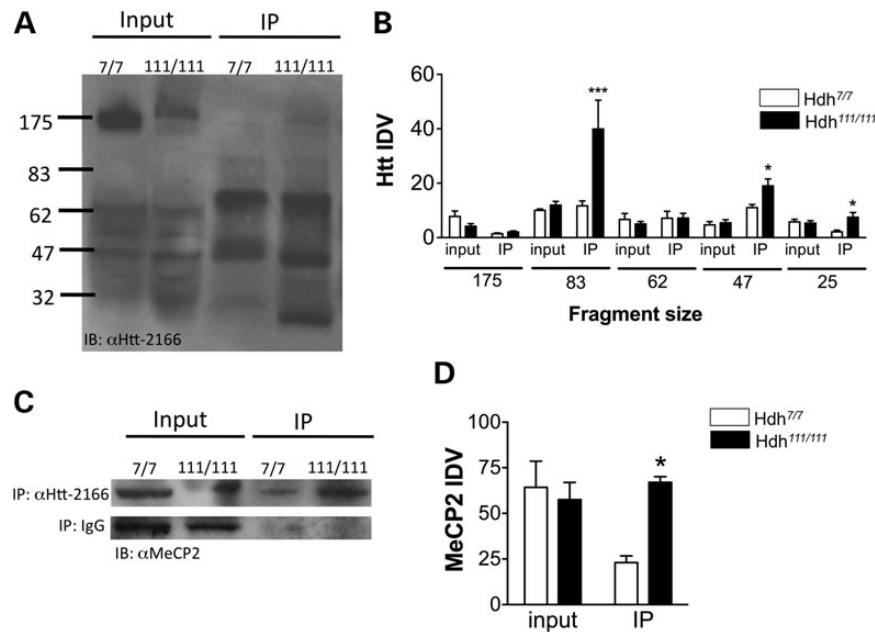 A
Input IP
7/7 111/111 7/7 111/111
175
83
62
47
32
IB: αHtt-2166
B
Htt IDV
60
40
20
0
***
*
*
Hdh7/7
Hdh111/111
input IP input IP input IP input IP input IP
175 83 62 47 25
Fragment size
C
Input IP
7/7 111/111 7/7 111/111
IP: αHtt-2166
IP: IgG
IB: αMeCP2
D
MeCP2 IDV
100
75
50
25
0
*
Hdh7/7
Hdh111/111
input IP